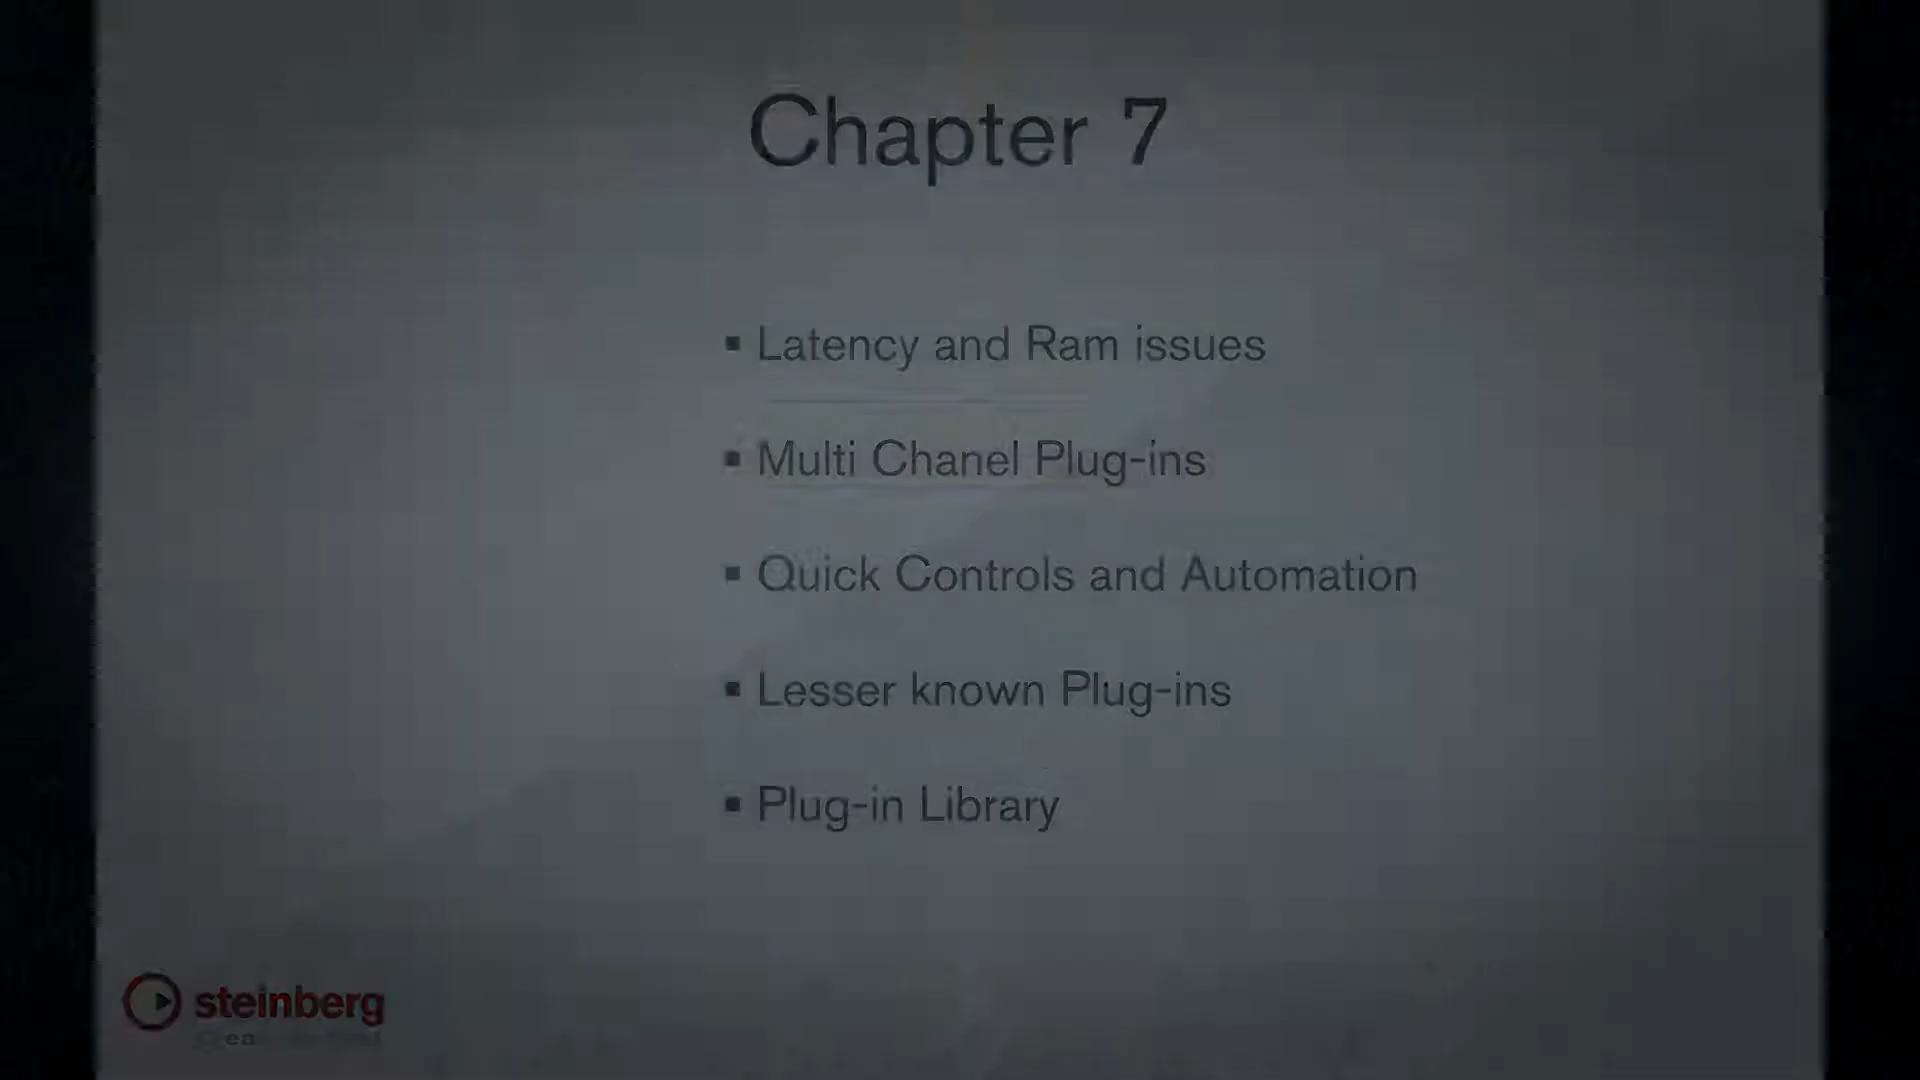 Chapter 7
▪ Latency and Ram issues
▪ Multi Chanel Plug-ins
▪ Quick Controls and Automation
▪ Lesser known Plug-ins
▪ Plug-in Library
steinberg